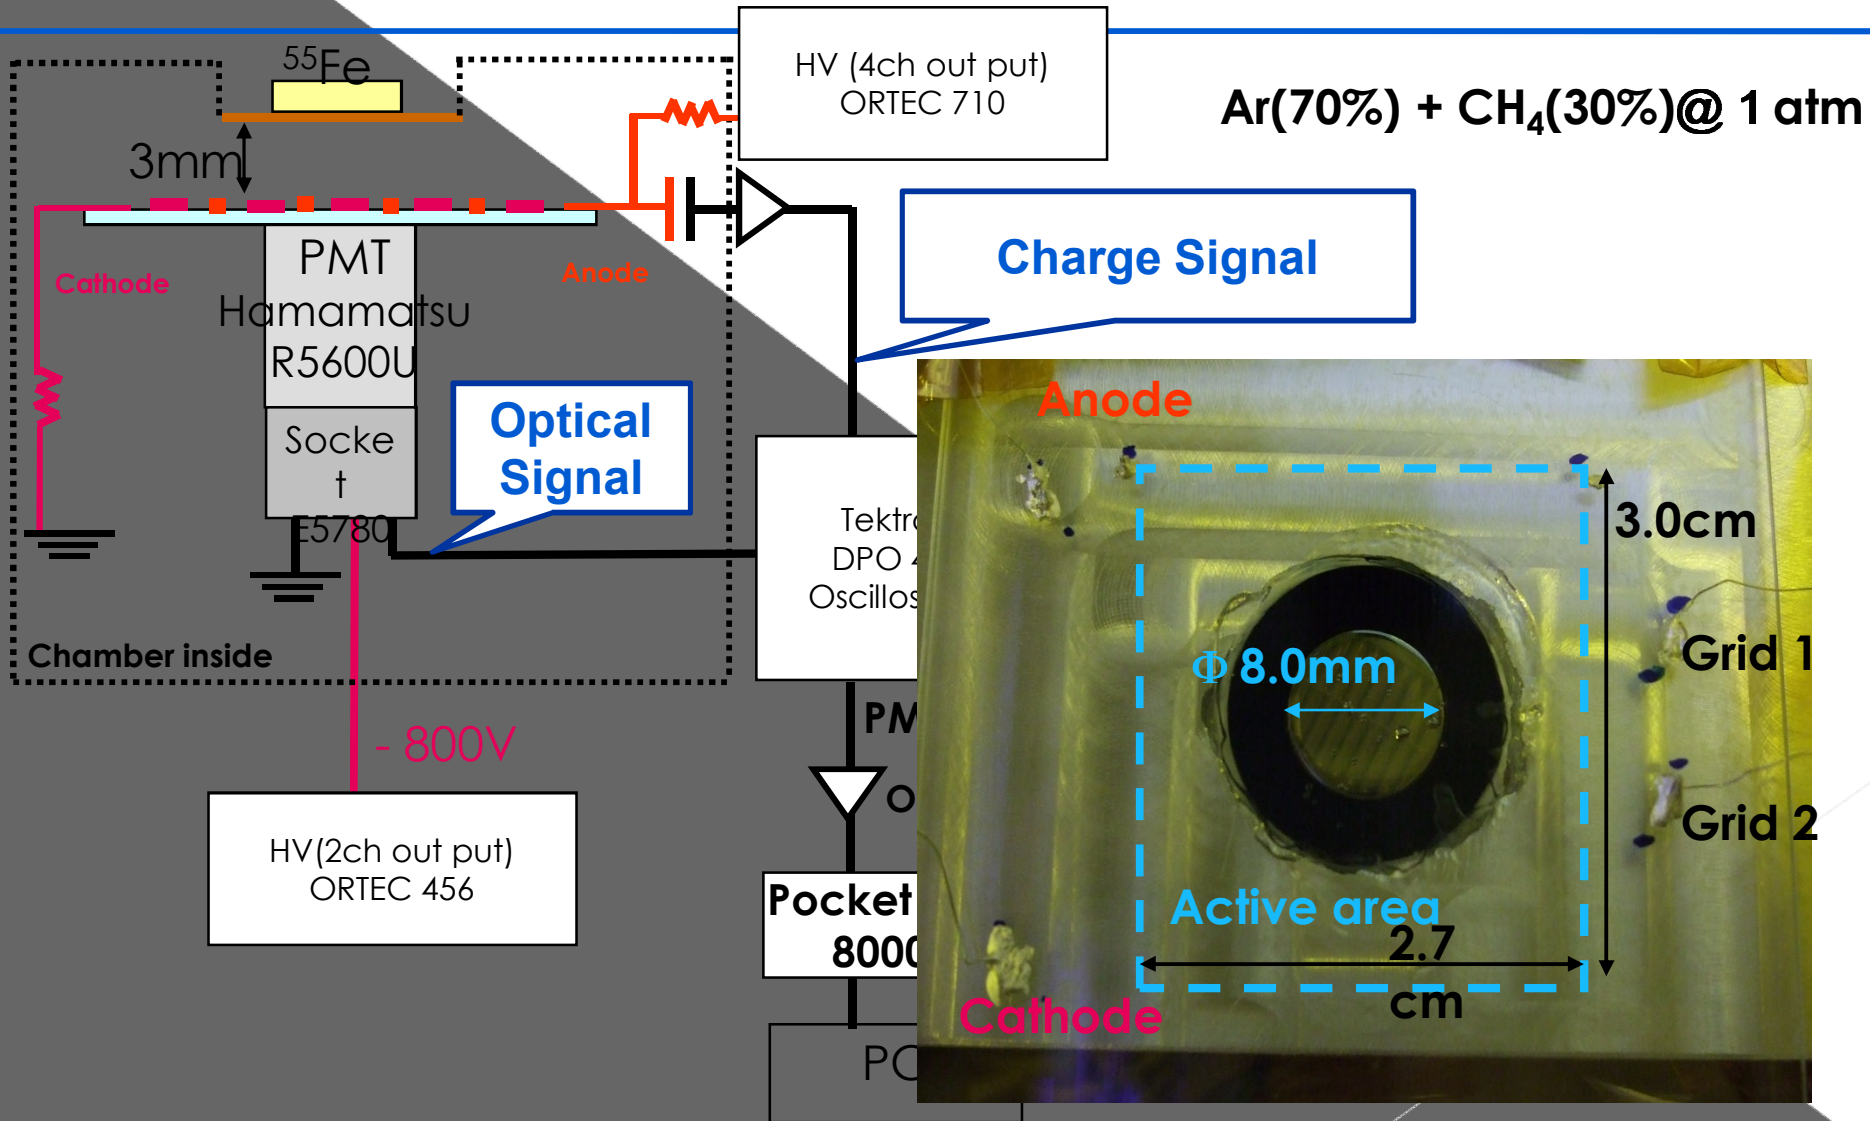 55Fe
HV (4ch out put)
ORTEC 710
Ar(70%) + CH4(30%)@ 1 atm
3mm
Cathode
PMT
Hamamatsu
R5600U
Anode
Charge Signal
Optical
Signal
Socke
t
E5780
DPO
Chamber inside
- 800V
HV(2ch out put)
ORTEC 456
Pocket
8000
Anode
3.0cm
Φ 8.0mm
Grid 1
Grid 2
Active area
2.7
cm
Cathode